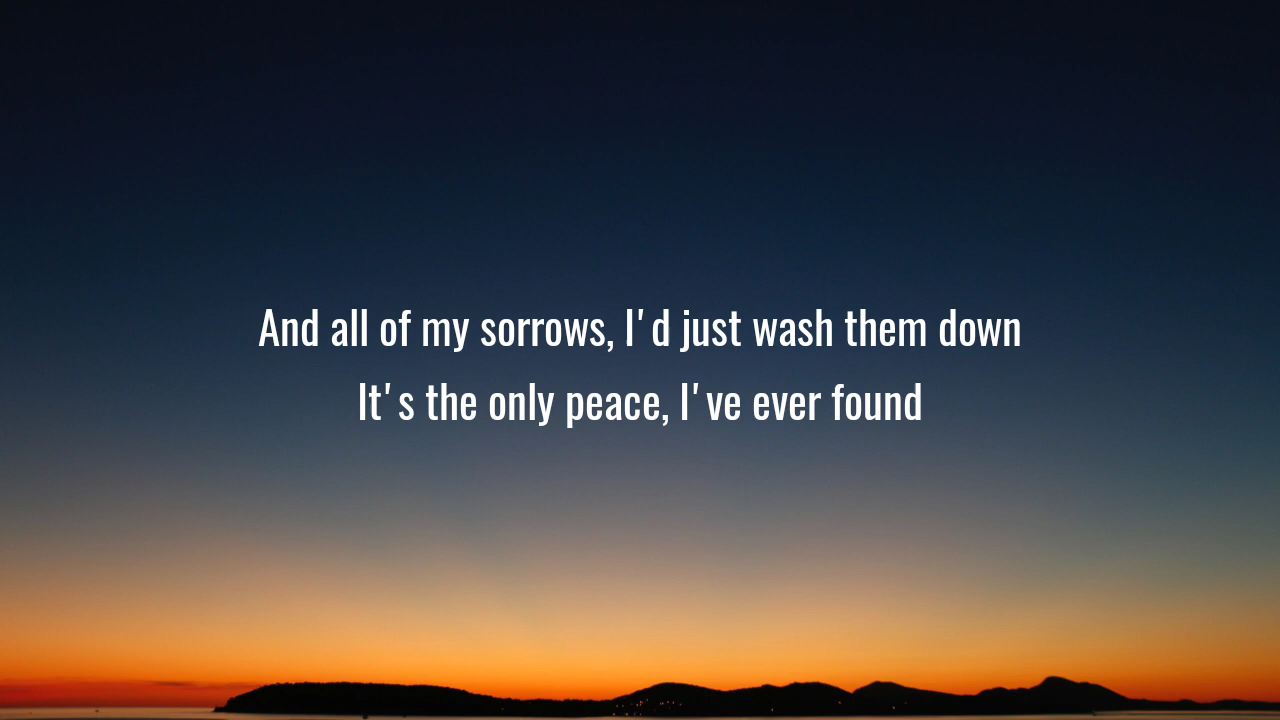 And all of my sorrows, I'd just wash them down
It's the only peace, I've ever found